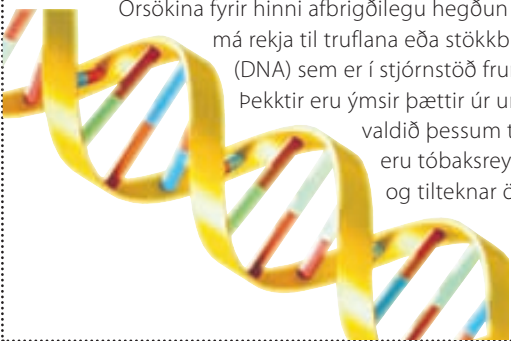 Orsökina fyrir hinni afbrigðilegu hegðun
má rekja til truflana eða stökkb
(DNA) sem er í stjórnstöð fru
Þekktir eru ýmsir þættir úr u
valdið þessum t
eru tóbaksrey
og tilteknar ö